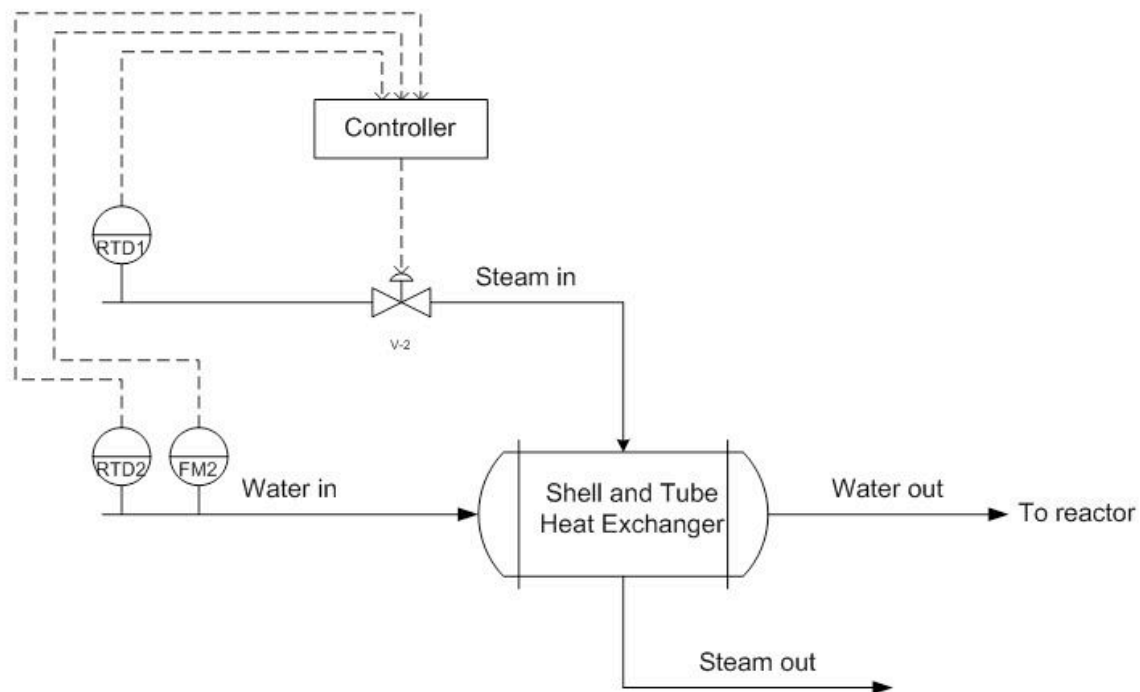 Controller
RTD1
Steam in
V-2
RTD2
FM2
Water in
Shell and Tube
Heat Exchanger
Water out
To reactor
Steam out